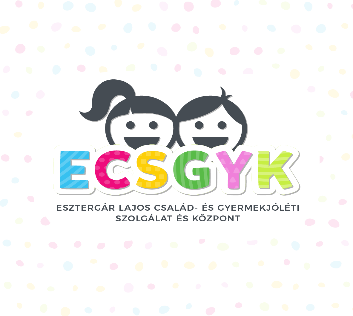 ECSGYK
ESZTERGÁR LAJOS CSALÁD- ÉS GYERMEKJÓLÉTI
SZOLGÁLAT ÉS KÖZPONT